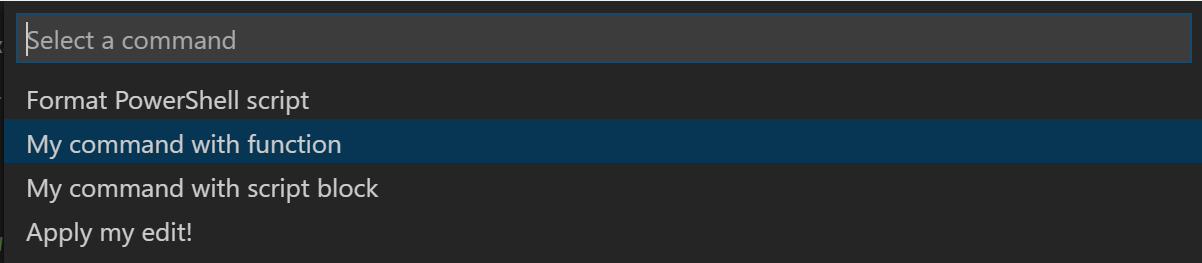 Select a command
Format PowerShell script
My command with function
My command with script block
Apply my edit!